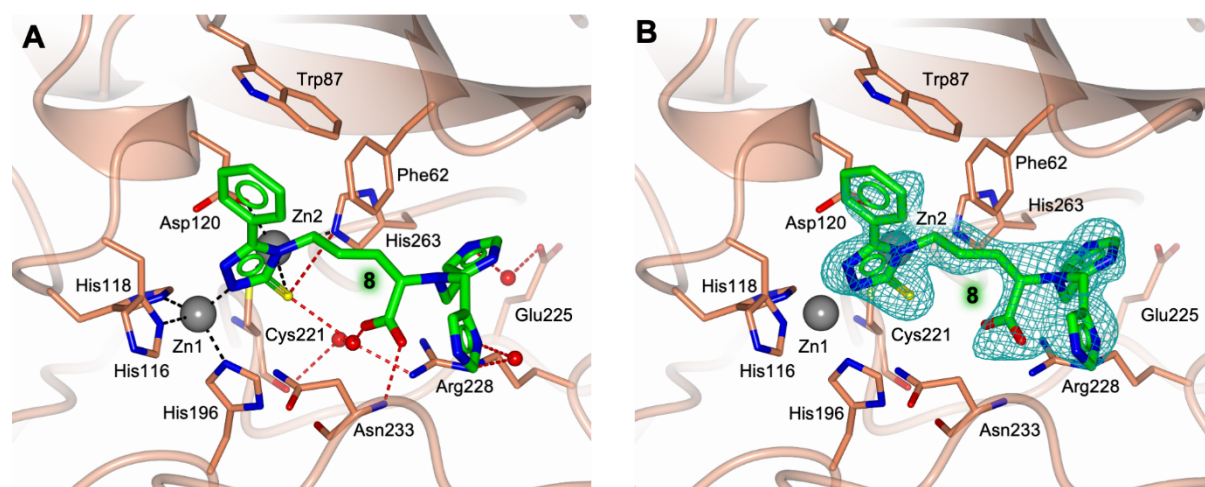 A
Trp87
Phe62
Asp120
Zn2
His263
His118
8
Zn1
Cys221
Glu225
His116
Arg228
His196
Asn233
B
Trp87
Phe62
Asp120
Zn2
His263
His118
8
Zn1
Cys221
Glu225
His116
Arg228
His196
Asn233